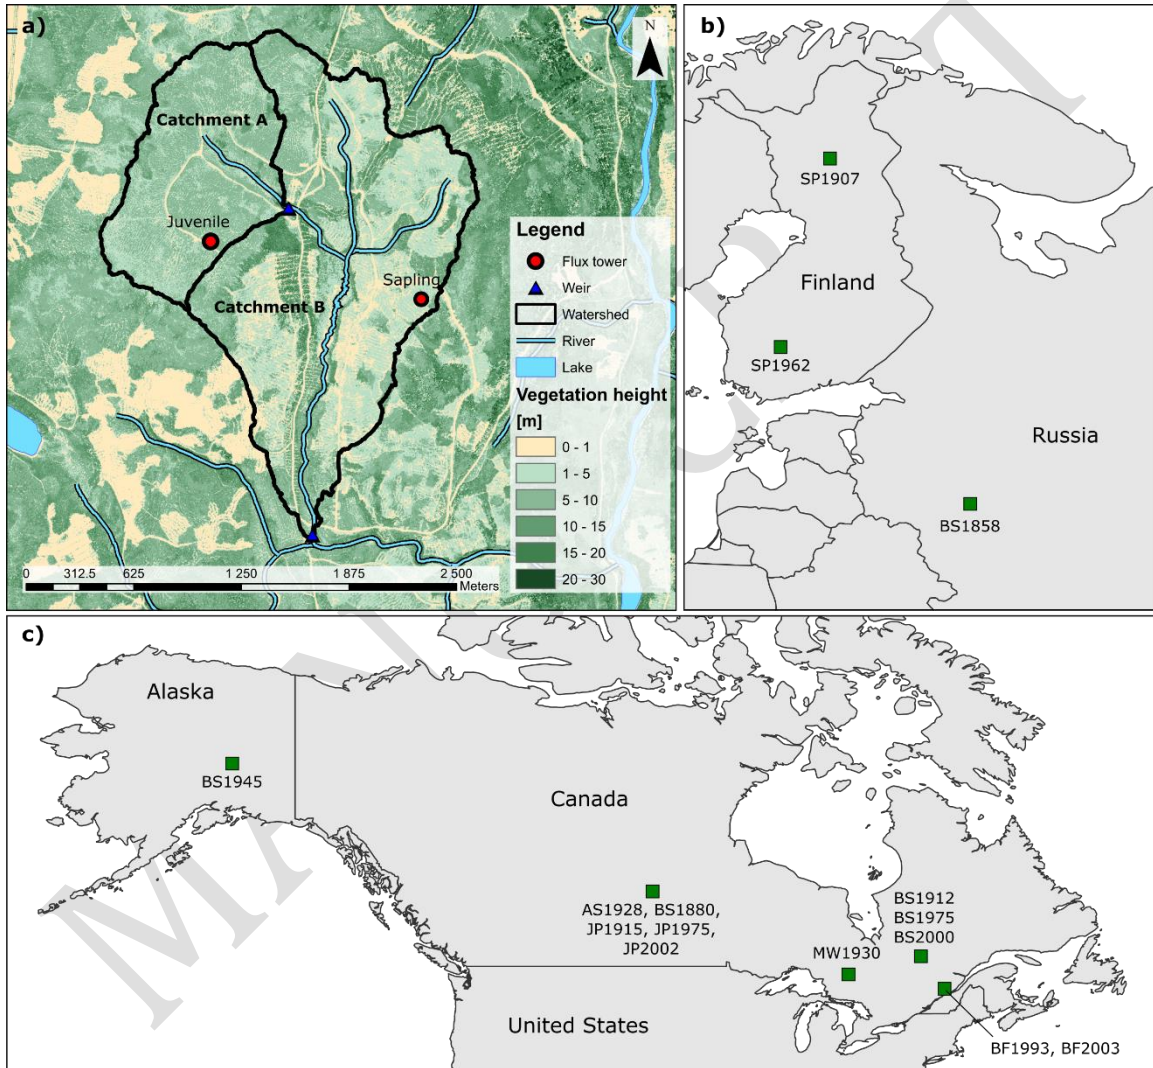 a)
N
Catchment A
Juvenile
Catchment B
Sapling
Legend
Flux tower
Weir
Watershed
River
Lake
Vegetation height
[m]
0 - 1
1 - 5
5 - 10
10 - 15
15 - 20
20 - 30
0 312.5 625 1 250 1 875 2 500
Meters
b)
SP1907
Finland
SP1962
Russia
BS1858
c)
Alaska
BS1945
Canada
AS1928, BS1880,
JP1915, JP1975,
JP2002
BS1912
BS1975
BS2000
MW1930
United States
BF1993, BF2003